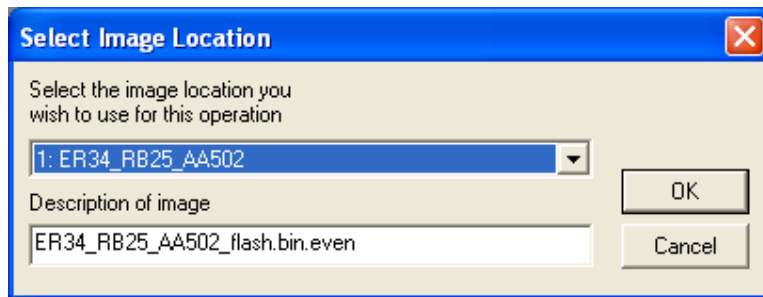 Select Image Location
Select the image location you
wish to use for this operation
1: ER34_RB25_AA502
Description of image
ER34_RB25_AA502_flash.bin.even
OK
Cancel